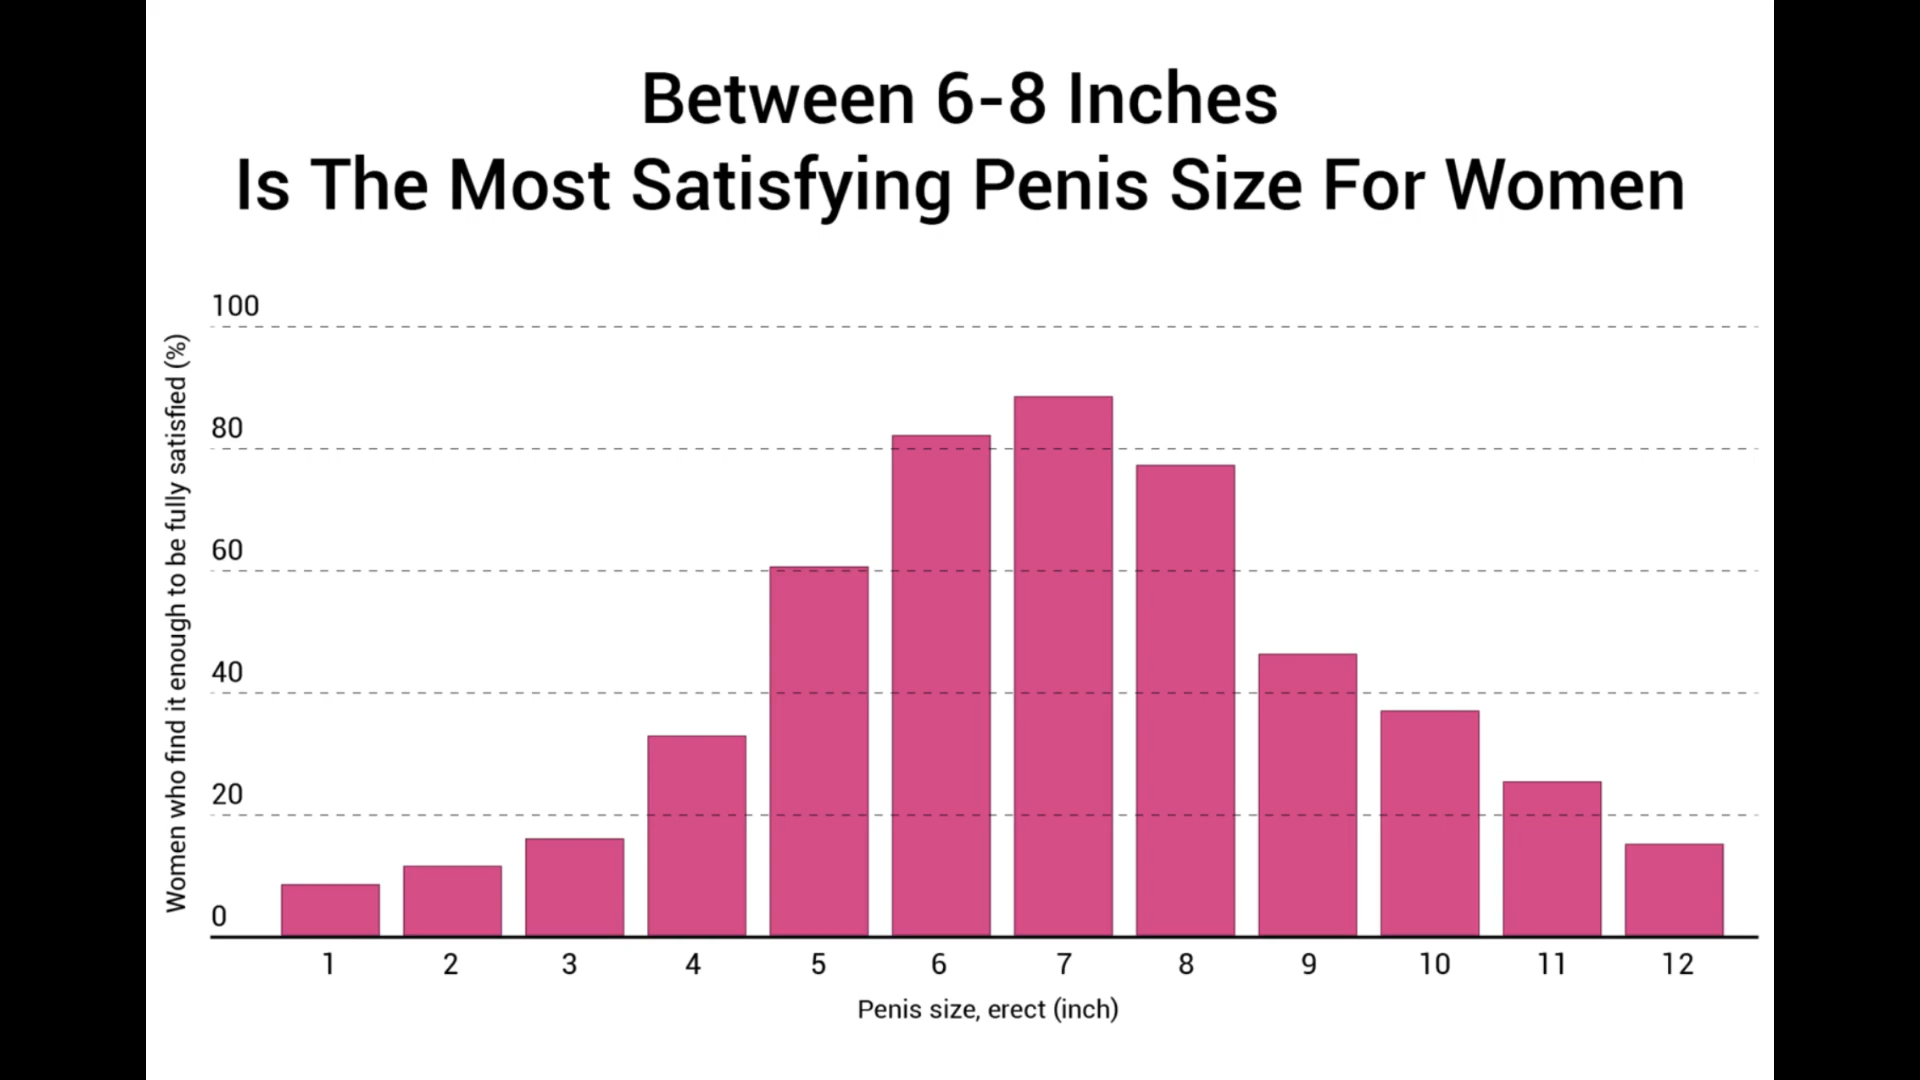 Between 6-8 Inches
Is The Most Satisfying Penis Size For Women
Women who find it enough to be fully satisfied (%)
100
80
60
40
20
0
1 2 3 4 5 6 7 8 9 10 11 12
Penis size, erect (inch)